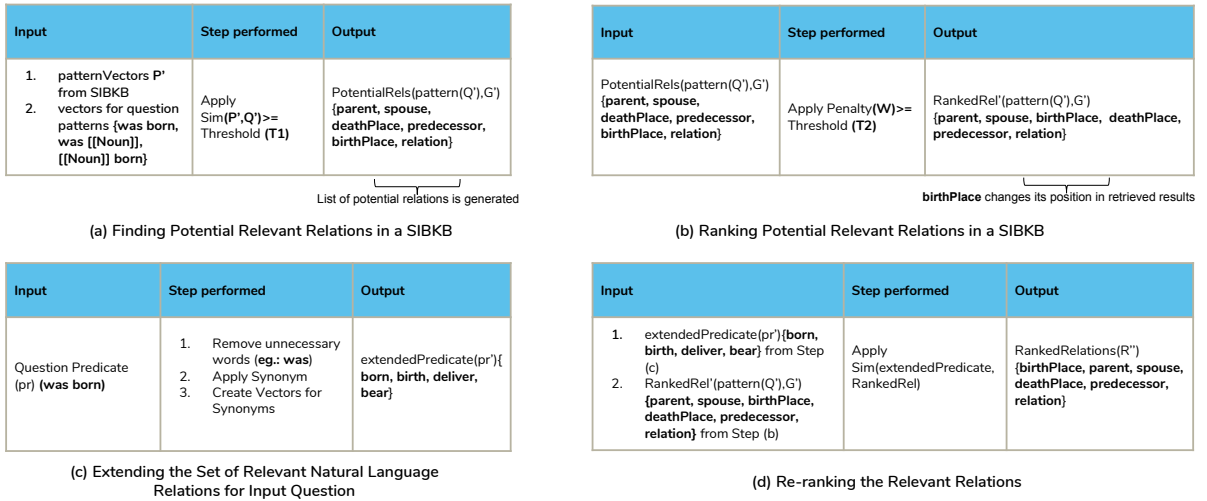 Input
Step performed
Output
1. patternVectors P'
from SIBKB
2. vectors for question
patterns {was born,
was [[Noun]],
[[Noun]] born}
Apply
Sim(P',Q')>=
Threshold (T1)
PotentialRels(pattern(Q'),G')
{parent, spouse,
deathPlace, predecessor,
birthPlace, relation}
List of potential relations is generated
(a) Finding Potential Relevant Relations in a SIBKB
Input
Step performed
Output
PotentialRels(pattern(Q'),G')
{parent, spouse,
deathPlace, predecessor,
birthPlace, relation}
Apply Penalty(W)>=
Threshold (T2)
RankedRel'(pattern(Q'),G')
{parent, spouse, birthPlace, deathPlace,
predecessor, relation}
birthPlace changes its position in retrieved results
(b) Ranking Potential Relevant Relations in a SIBKB
Input
Step performed
Output
Question Predicate
(pr) (was born)
1. Remove unnecessary
words (eg.: was)
2. Apply Synonym
3. Create Vectors for
Synonyms
extendedPredicate(pr'){
born, birth, deliver,
bear}
(c) Extending the Set of Relevant Natural Language
Relations for Input Question
Input
Step performed
Output
1. extendedPredicate(pr'){born,
birth, deliver, bear} from Step
(c)
2. RankedRel'(pattern(Q'),G')
{parent, spouse, birthPlace,
deathPlace, predecessor,
relation} from Step (b)
Apply
Sim(extendedPredicate,
RankedRel)
RankedRelations(R'')
{birthPlace, parent, spouse,
deathPlace, predecessor,
relation}
(d) Re-ranking the Relevant Relations